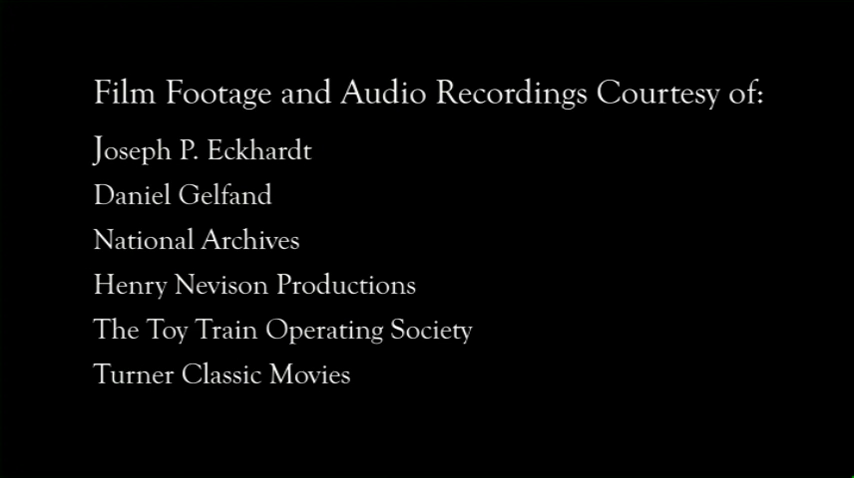 Film Footage and Audio Recordings Courtesy of:
Joseph P. Eckhardt
Daniel Gelfand
National Archives
Henry Nevison Productions
The Toy Train Operating Society
Turner Classic Movies